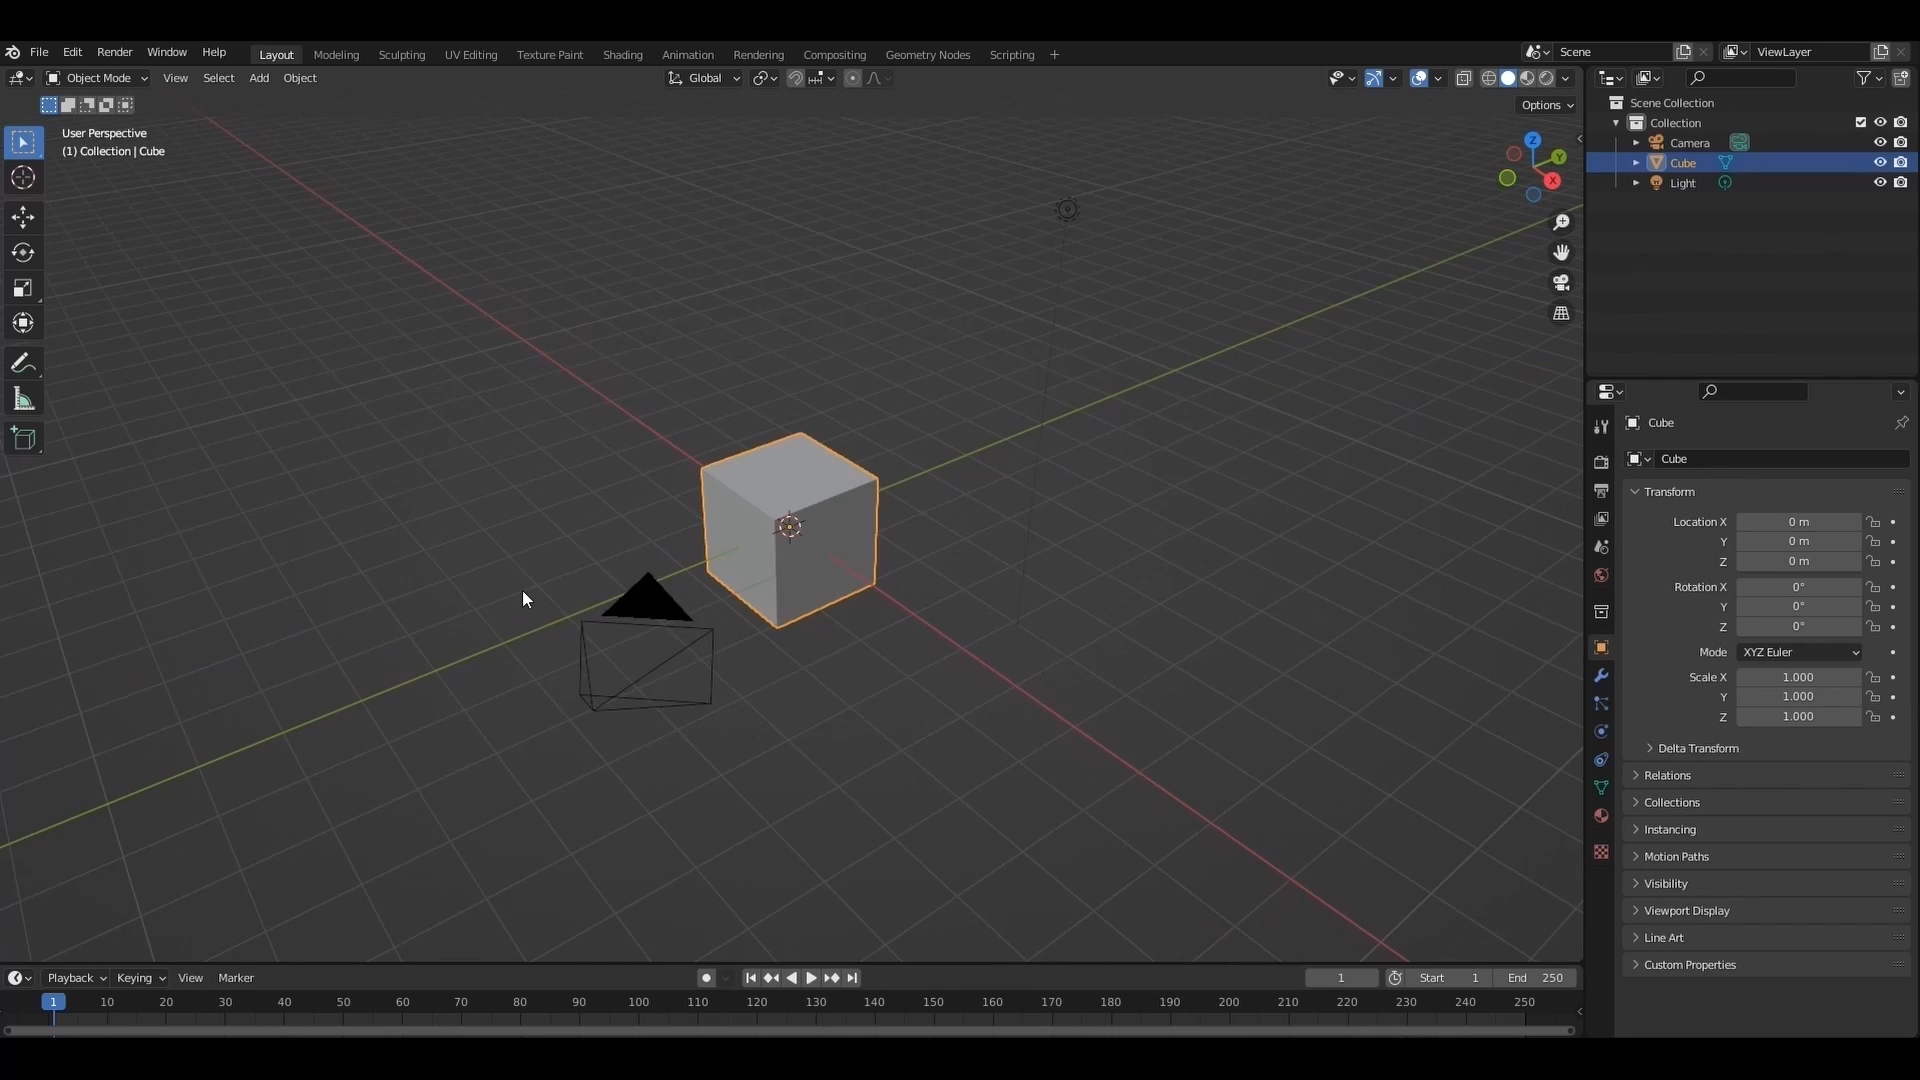 File Edit Render Window Help Layout Modeling Sculpting UV Editing Texture Paint Shading Animation Rendering Compositing Geometry Nodes Scripting + Scene ViewLayer
Object Mode View Select Add Object Global
Options
User Perspective
(1) Collection | Cube
Z
Y
X
Scene Collection
Collection
Camera
Cube
Light
Cube
Cube
Transform
Location X 0 m
Y 0 m
Z 0 m
Rotation X 0°
Y 0°
Z 0°
Mode XYZ Euler
Scale X 1.000
Y 1.000
Z 1.000
Delta Transform
Relations
Collections
Instancing
Motion Paths
Visibility
Viewport Display
Line Art
Custom Properties
Playback Keying View Marker 1 Start 1 End 250
1 10 20 30 40 50 60 70 80 90 100 110 120 130 140 150 160 170 180 190 200 210 220 230 240 250